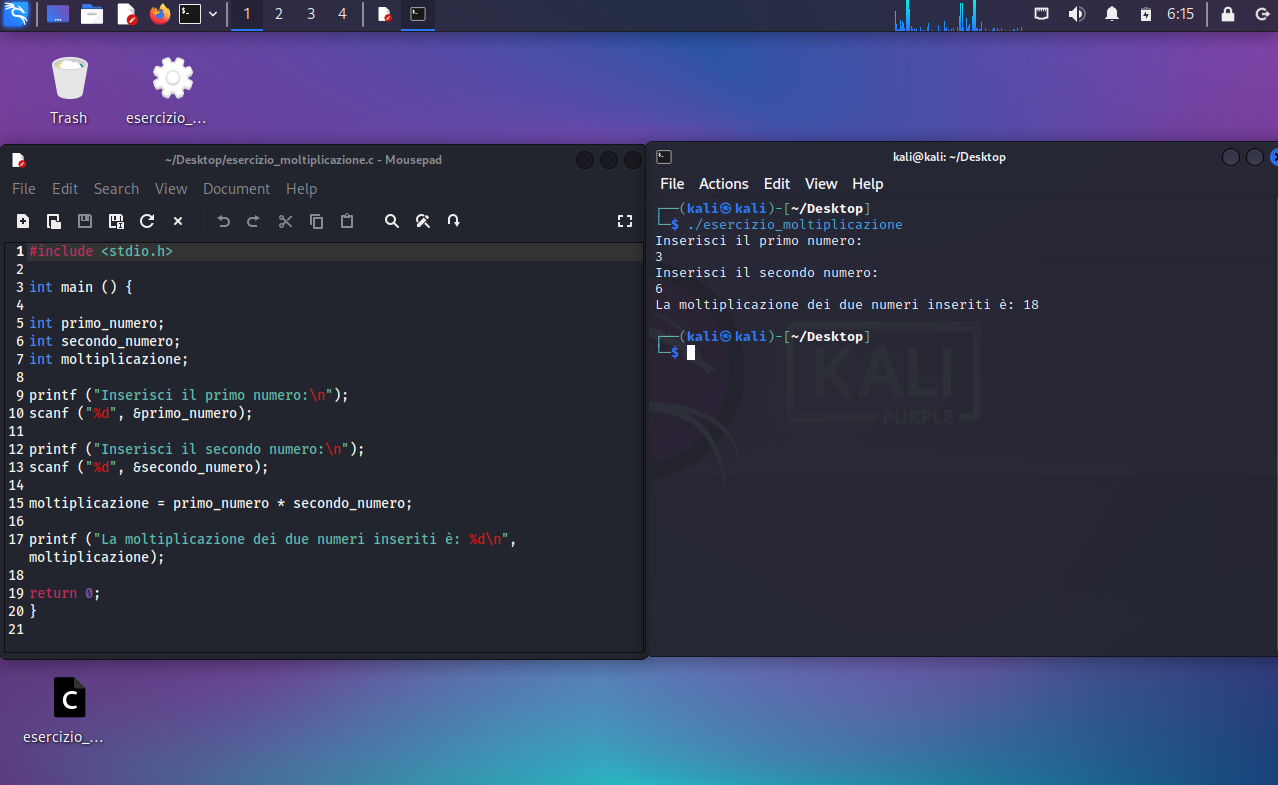 1 2 3 4 6:15
Trash
esercizio_...
~/Desktop/esercizio_moltiplicazione.c - Mousepad
File Edit Search View Document Help
1 #include <stdio.h>
2
3 int main () {
4
5 int primo_numero;
6 int secondo_numero;
7 int moltiplicazione;
8
9 printf ("Inserisci il primo numero:\n");
10 scanf ("%d", &primo_numero);
11
12 printf ("Inserisci il secondo numero:\n");
13 scanf ("%d", &secondo_numero);
14
15 moltiplicazione = primo_numero * secondo_numero;
16
17 printf ("La moltiplicazione dei due numeri inseriti è: %d\n",
moltiplicazione);
18
19 return 0;
20 }
21
kali@kali: ~/Desktop
File Actions Edit View Help
┌──(kali㉿kali)-[~/Desktop]
└─$ ./esercizio_moltiplicazione
Inserisci il primo numero:
3
Inserisci il secondo numero:
6
La moltiplicazione dei due numeri inseriti è: 18
┌──(kali㉿kali)-[~/Desktop]
└─$
KALI
PURPLE
C
esercizio_...